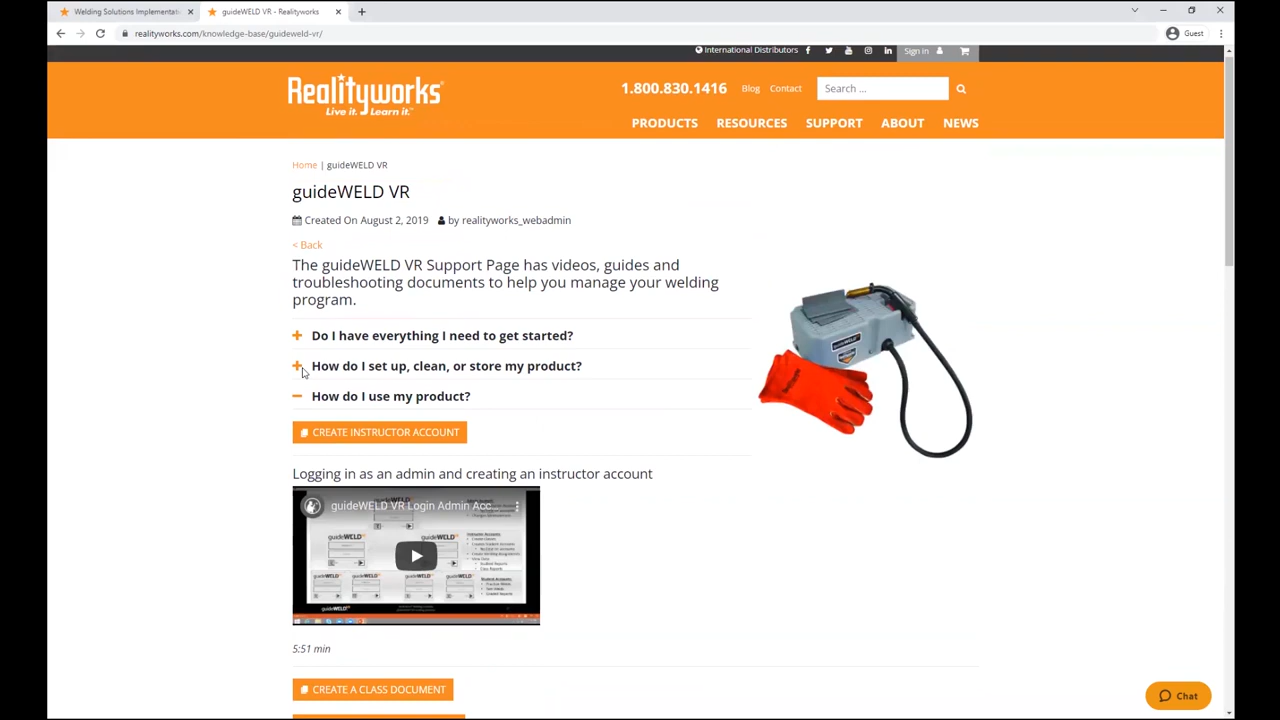 Welding Solutions Implementat
guideWELD VR - Realityworks
realityworks.com/knowledge-base/guideweld-vr/
Guest
International Distributors
Sign in
Realityworks
Live it. Learn it.
1.800.830.1416
Blog
Contact
Search ...
PRODUCTS
RESOURCES
SUPPORT
ABOUT
NEWS
Home | guideWELD VR
guideWELD VR
Created On August 2, 2019
by realityworks_webadmin
< Back
The guideWELD VR Support Page has videos, guides and
troubleshooting documents to help you manage your welding
program.
Do I have everything I need to get started?
How do I set up, clean, or store my product?
How do I use my product?
CREATE INSTRUCTOR ACCOUNT
Logging in as an admin and creating an instructor account
guideWELD VR Login Admin Acc
5:51 min
CREATE A CLASS DOCUMENT
Chat